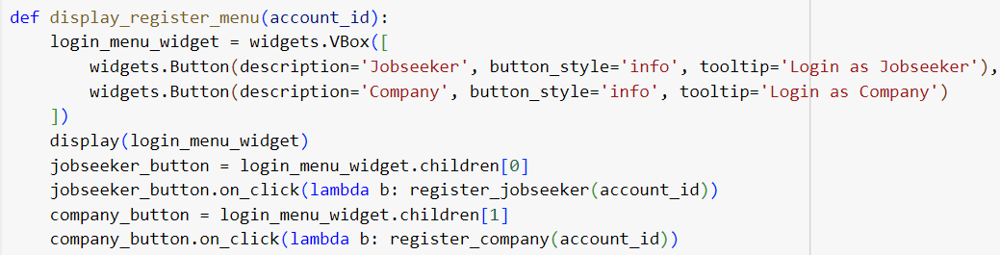 def display_register_menu(account_id):
    login_menu_widget = widgets.VBox([
        widgets.Button(description='Jobseeker', button_style='info', tooltip='Login as Jobseeker'),
        widgets.Button(description='Company', button_style='info', tooltip='Login as Company')
    ])
    display(login_menu_widget)
    jobseeker_button = login_menu_widget.children[0]
    jobseeker_button.on_click(lambda b: register_jobseeker(account_id))
    company_button = login_menu_widget.children[1]
    company_button.on_click(lambda b: register_company(account_id))